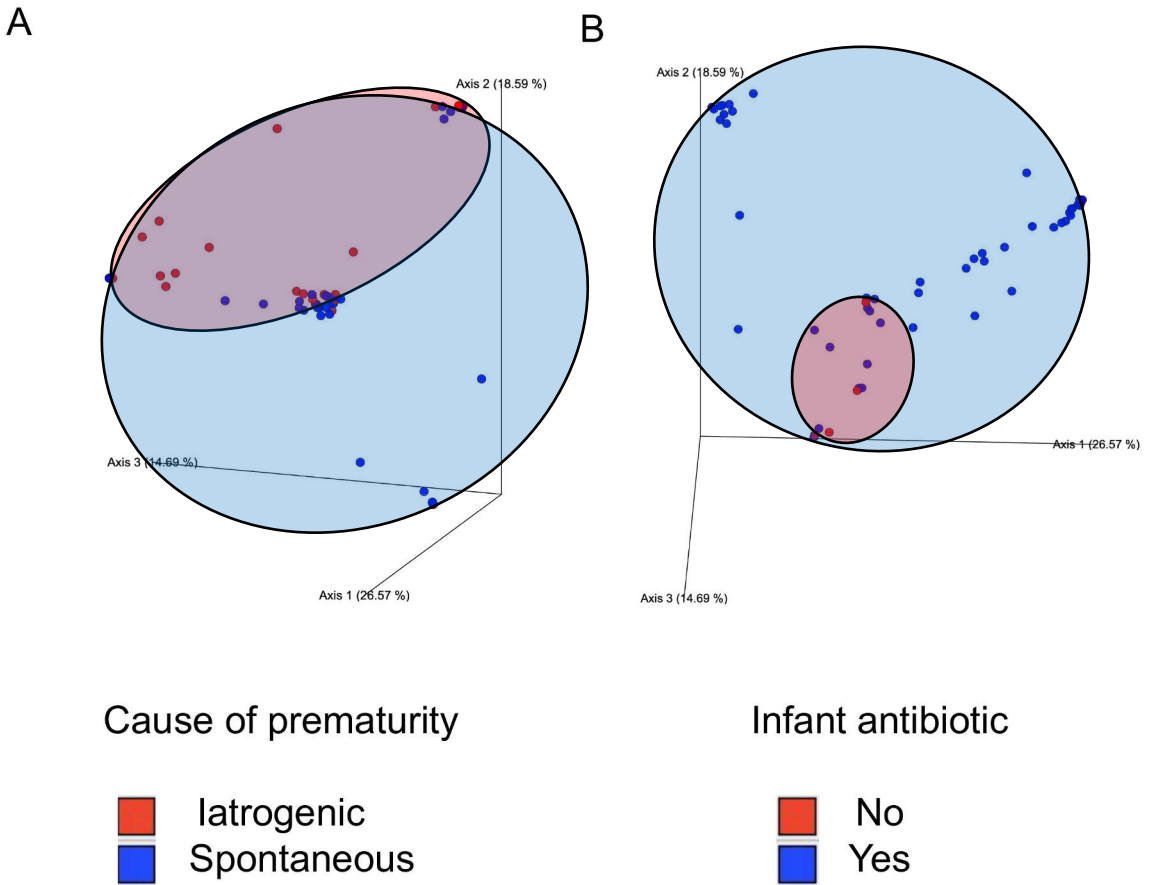 A
B
Axis 2 (18.59 %)
Axis 2 (18.59 %)
Axis 3 (14.69 %)
Axis 1 (26.57 %)
Axis 1 (26.57 %)
Axis 3 (14.69 %)
Cause of prematurity
Iatrogenic
Spontaneous
Infant antibiotic
No
Yes